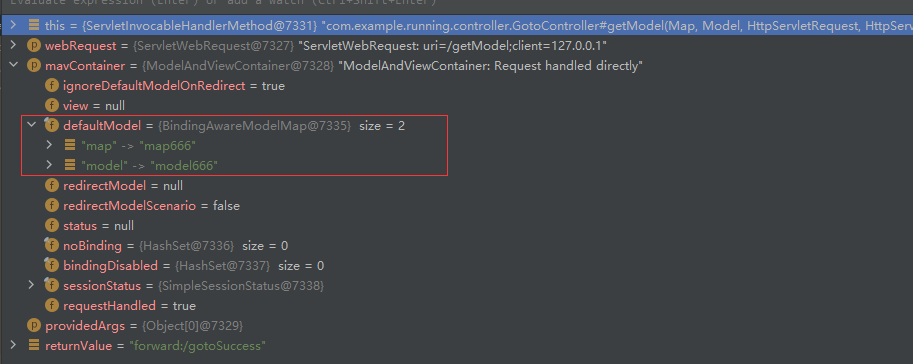 Evaluate expression (Enter) or add a watch (Ctrl+Shift+Enter)
this = {ServletInvocableHandlerMethod@7331} "com.example.running.controller.GotoController#getModel(Map, Model, HttpServletRequest, HttpServ
webRequest = {ServletWebRequest@7327} "ServletWebRequest: uri=/getModel;client=127.0.0.1"
mavContainer = {ModelAndViewContainer@7328} "ModelAndViewContainer: Request handled directly"
ignoreDefaultModelOnRedirect = true
view = null
defaultModel = {BindingAwareModelMap@7335} size = 2
"map" -> "map666"
"model" -> "model666"
redirectModel = null
redirectModelScenario = false
status = null
noBinding = {HashSet@7336} size = 0
bindingDisabled = {HashSet@7337} size = 0
sessionStatus = {SimpleSessionStatus@7338}
requestHandled = true
providedArgs = {Object[0]@7329}
returnValue = "forward:/gotoSuccess"